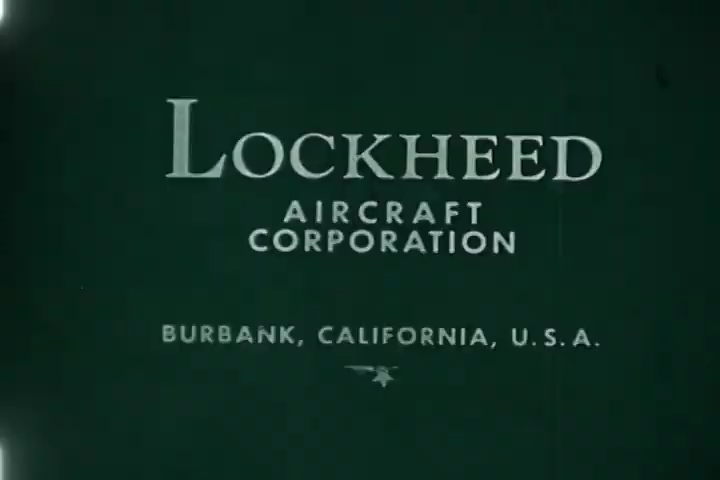 LOCKHEED
AIRCRAFT
CORPORATION
BURBANK, CALIFORNIA, U.S.A.